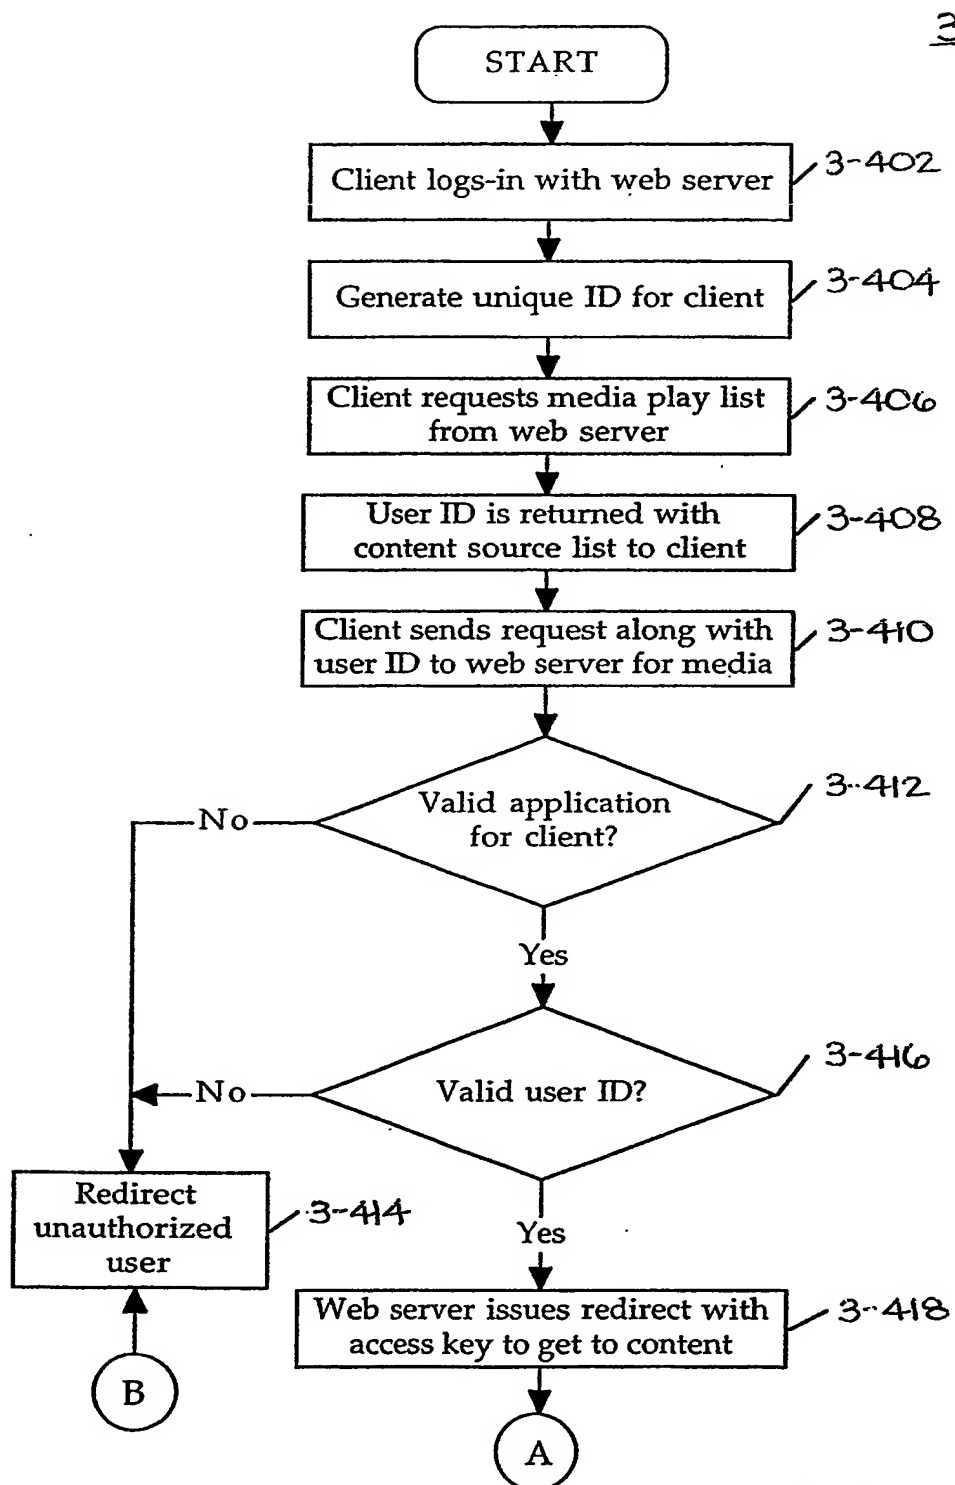 3
START
Client logs-in with web server
3-402
Generate unique ID for client
3-404
Client requests media play list
from web server
3-406
User ID is returned with
content source list to client
3-408
Client sends request along with
user ID to web server for media
3-410
Valid application
for client?
3-412
No
Yes
Valid user ID?
3-416
No
Redirect
unauthorized
user
3-414
Yes
Web server issues redirect with
access key to get to content
3-418
B
A